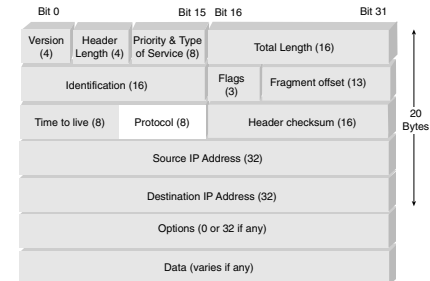 Bit 0 Bit 15 Bit 16 Bit 31
Version (4) Header Length (4) Priority & Type of Service (8) Total Length (16)
Identification (16) Flags (3) Fragment offset (13)
Time to live (8) Protocol (8) Header checksum (16)
20 Bytes
Source IP Address (32)
Destination IP Address (32)
Options (0 or 32 if any)
Data (varies if any)